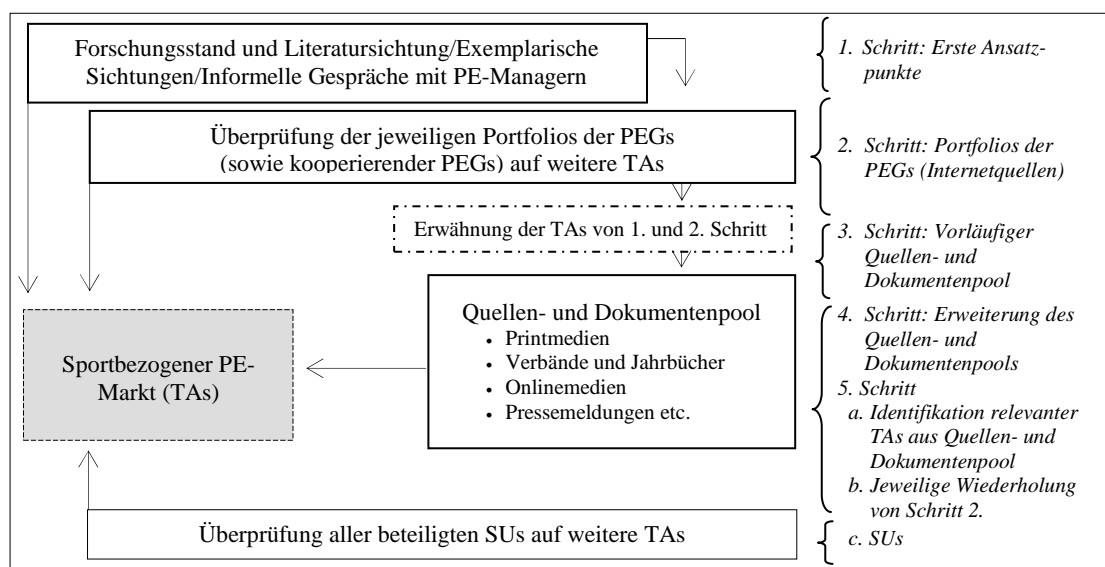 Forschungsstand und Literatursichtung/Exemplarische
Sichtungen/Informelle Gespräche mit PE-Managern
Überprüfung der jeweiligen Portfolios der PEGs
(sowie kooperierender PEGs) auf weitere TAs
Erwähnung der TAs von 1. und 2. Schritt
Quellen- und Dokumentenpool
• Printmedien
• Verbände und Jahrbücher
• Onlinemedien
• Pressemeldungen etc.
Sportbezogener PE-
Markt (TAs)
Überprüfung aller beteiligten SUs auf weitere TAs
1. Schritt: Erste Ansatz-
punkte
2. Schritt: Portfolios der
PEGs (Internetquellen)
3. Schritt: Vorläufiger
Quellen- und
Dokumentenpool
4. Schritt: Erweiterung des
Quellen- und
Dokumentenpools
5. Schritt
a. Identifikation relevanter
TAs aus Quellen- und
Dokumentenpool
b. Jeweilige Wiederholung
von Schritt 2.
c. SUs